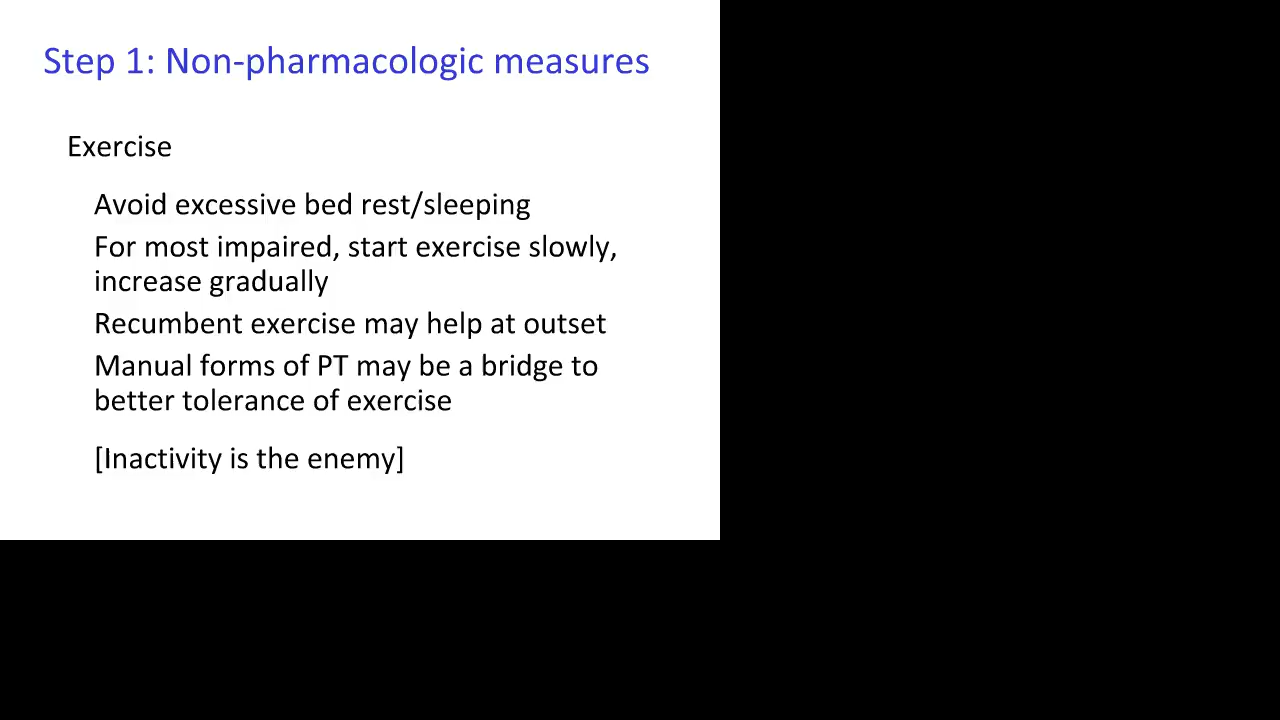 Step 1: Non-pharmacologic measures
Exercise
Avoid excessive bed rest/sleeping
For most impaired, start exercise slowly,
increase gradually
Recumbent exercise may help at outset
Manual forms of PT may be a bridge to
better tolerance of exercise
[Inactivity is the enemy]